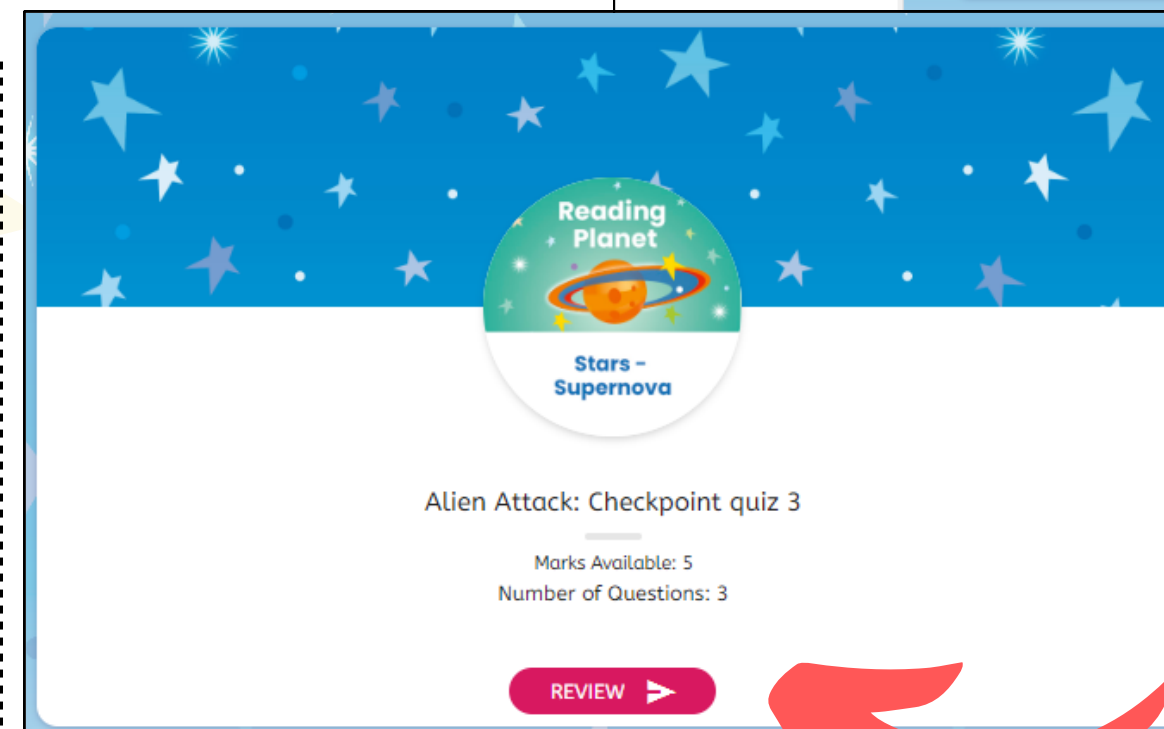 Reading
Planet
Stars -
Supernova
Alien Attack: Checkpoint quiz 3
Marks Available: 5
Number of Questions: 3
REVIEW